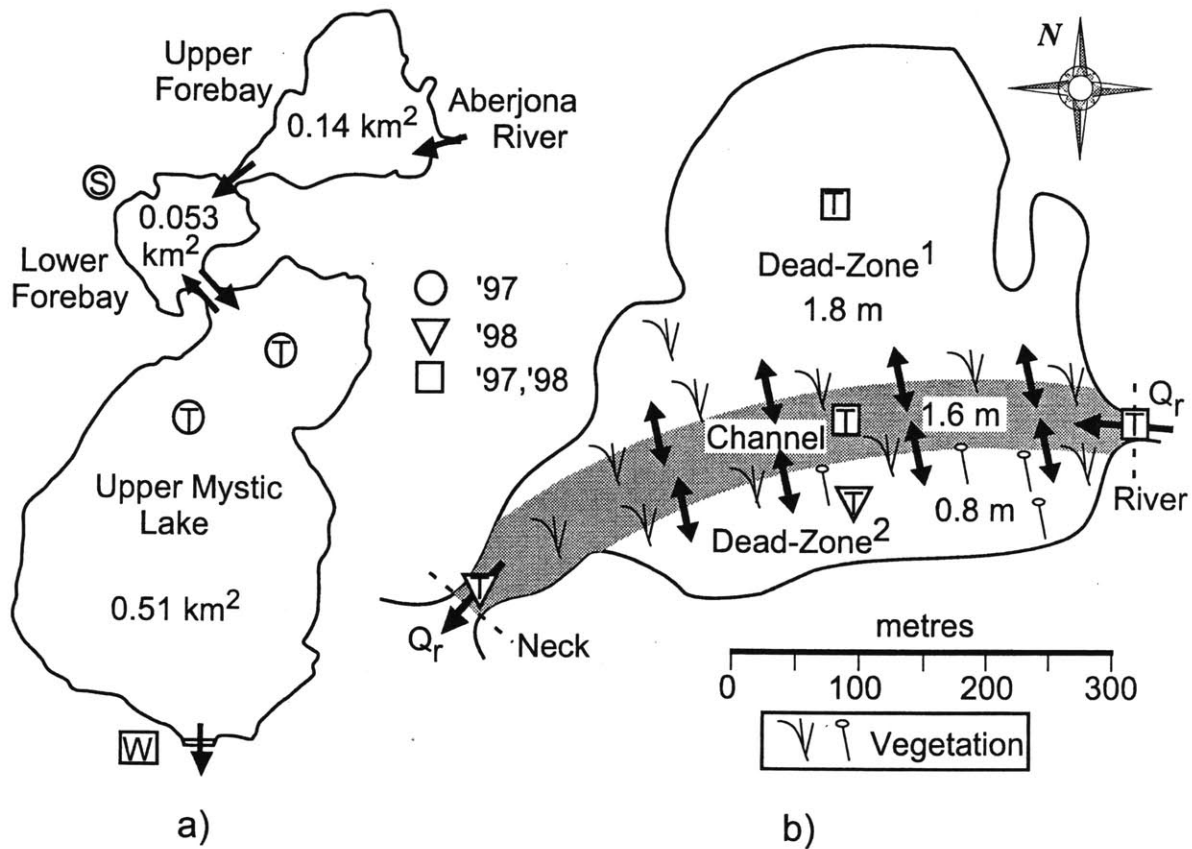 Upper
Forebay
0.14 km2
Aberjona
River
S
0.053
km2
Lower
Forebay
T
T
Upper Mystic
Lake
0.51 km2
W
a)
'97
'98
'97,'98
N
T
Dead-Zone1
1.8 m
Channel
T
1.6 m
T
Qr
River
T
0.8 m
Dead-Zone2
T
Qr
Neck
metres
0 100 200 300
Vegetation
b)